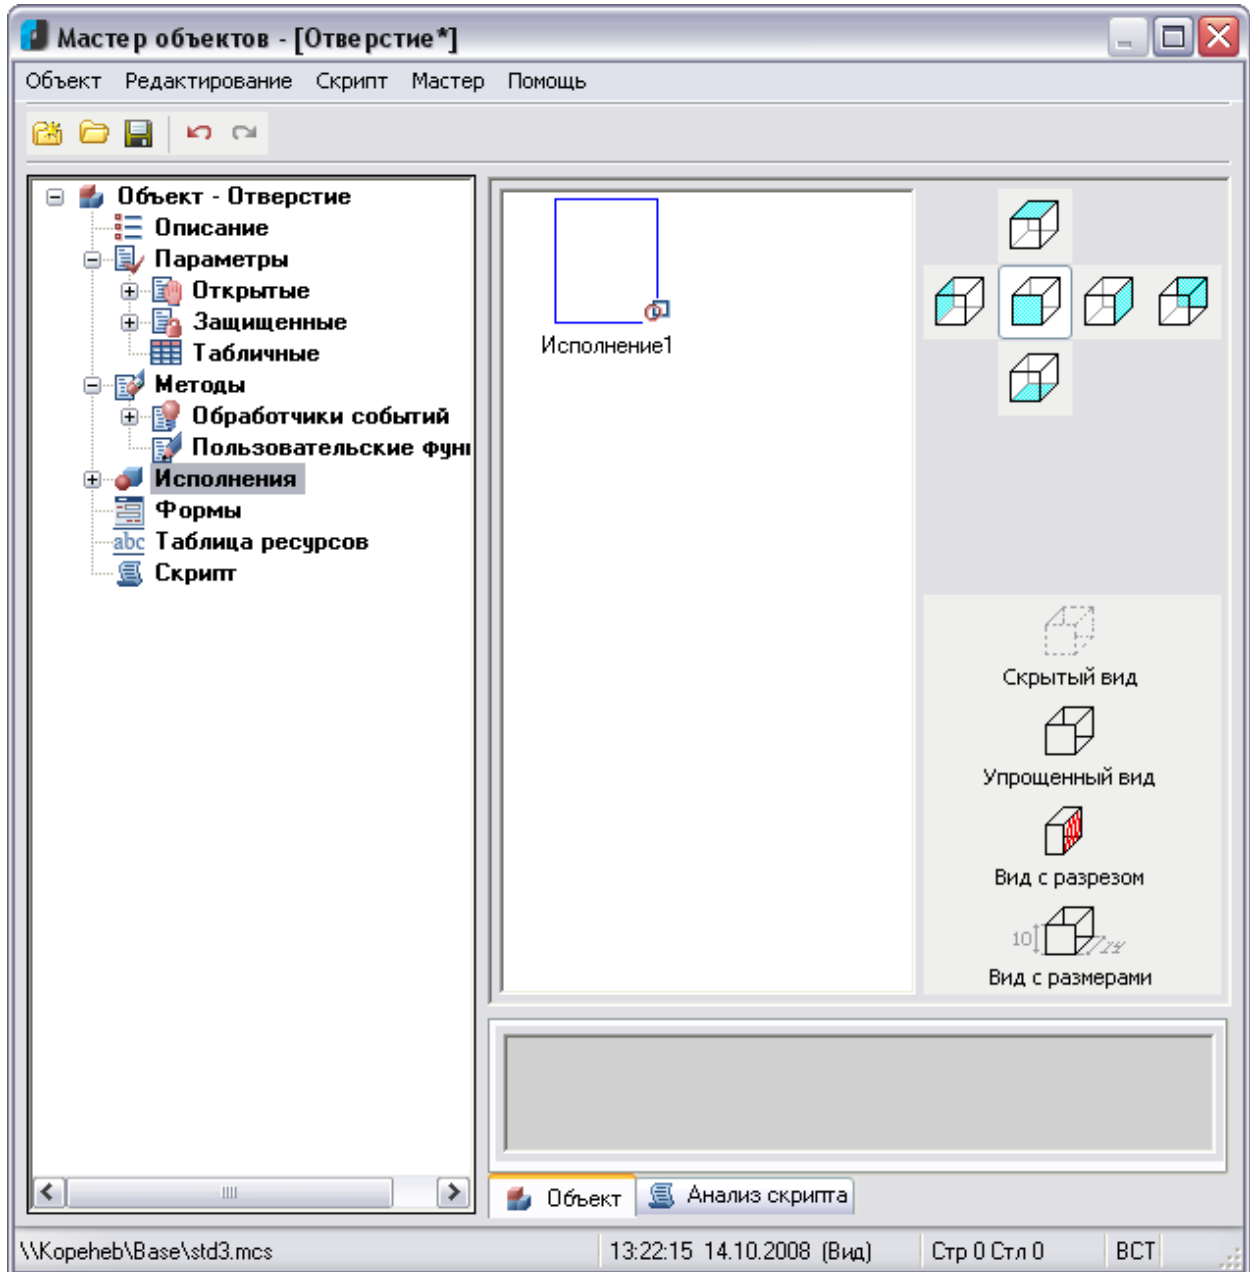 Мастер объектов - [Отверстие*]
Объект Редактирование Скрипт Мастер Помощь
Объект - Отверстие
Описание
Параметры
Открытые
Защищенные
Табличные
Методы
Обработчики событий
Пользовательские фун
Исполнения
Формы
abc Таблица ресурсов
Скрипт
Исполнение1
Скрытый вид
Упрощенный вид
Вид с разрезом
10
Вид с размерами
Объект Анализ скрипта
\\Kopeheb\Base\std3.mcs 13:22:15 14.10.2008 (Вид) Стр 0 Стл 0 ВСТ